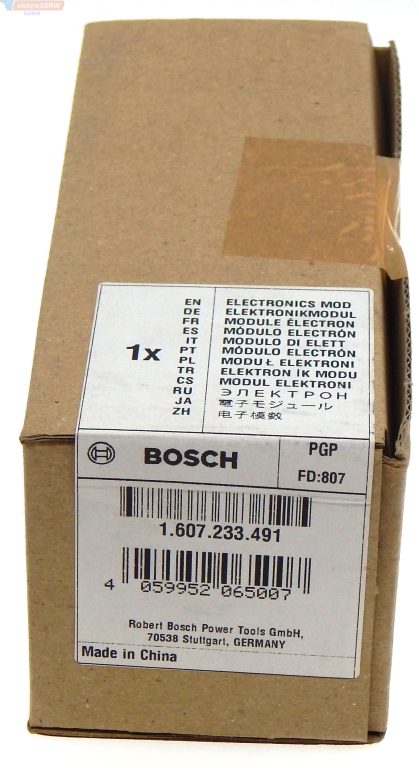 elektroSERW
1x
EN ELECTRONICS MOD
DE ELEKTRONIKMODUL
FR MODULE ÉLECTRON
ES MÓDULO ELECTRÓN
IT MODULO DI ELETT
PT MÓDULO ELECTRÓN
PL MODUŁ ELEKTRONI
TR ELEKTRON IK MODU
CS MODUL ELEKTRONI
RU ЭЛЕКТРОН
JA 電子モジュール
ZH 电子模数
BOSCH PGP
FD:807
1.607.233.491
4 059952 065007
Robert Bosch Power Tools GmbH,
70538 Stuttgart, GERMANY
Made in China